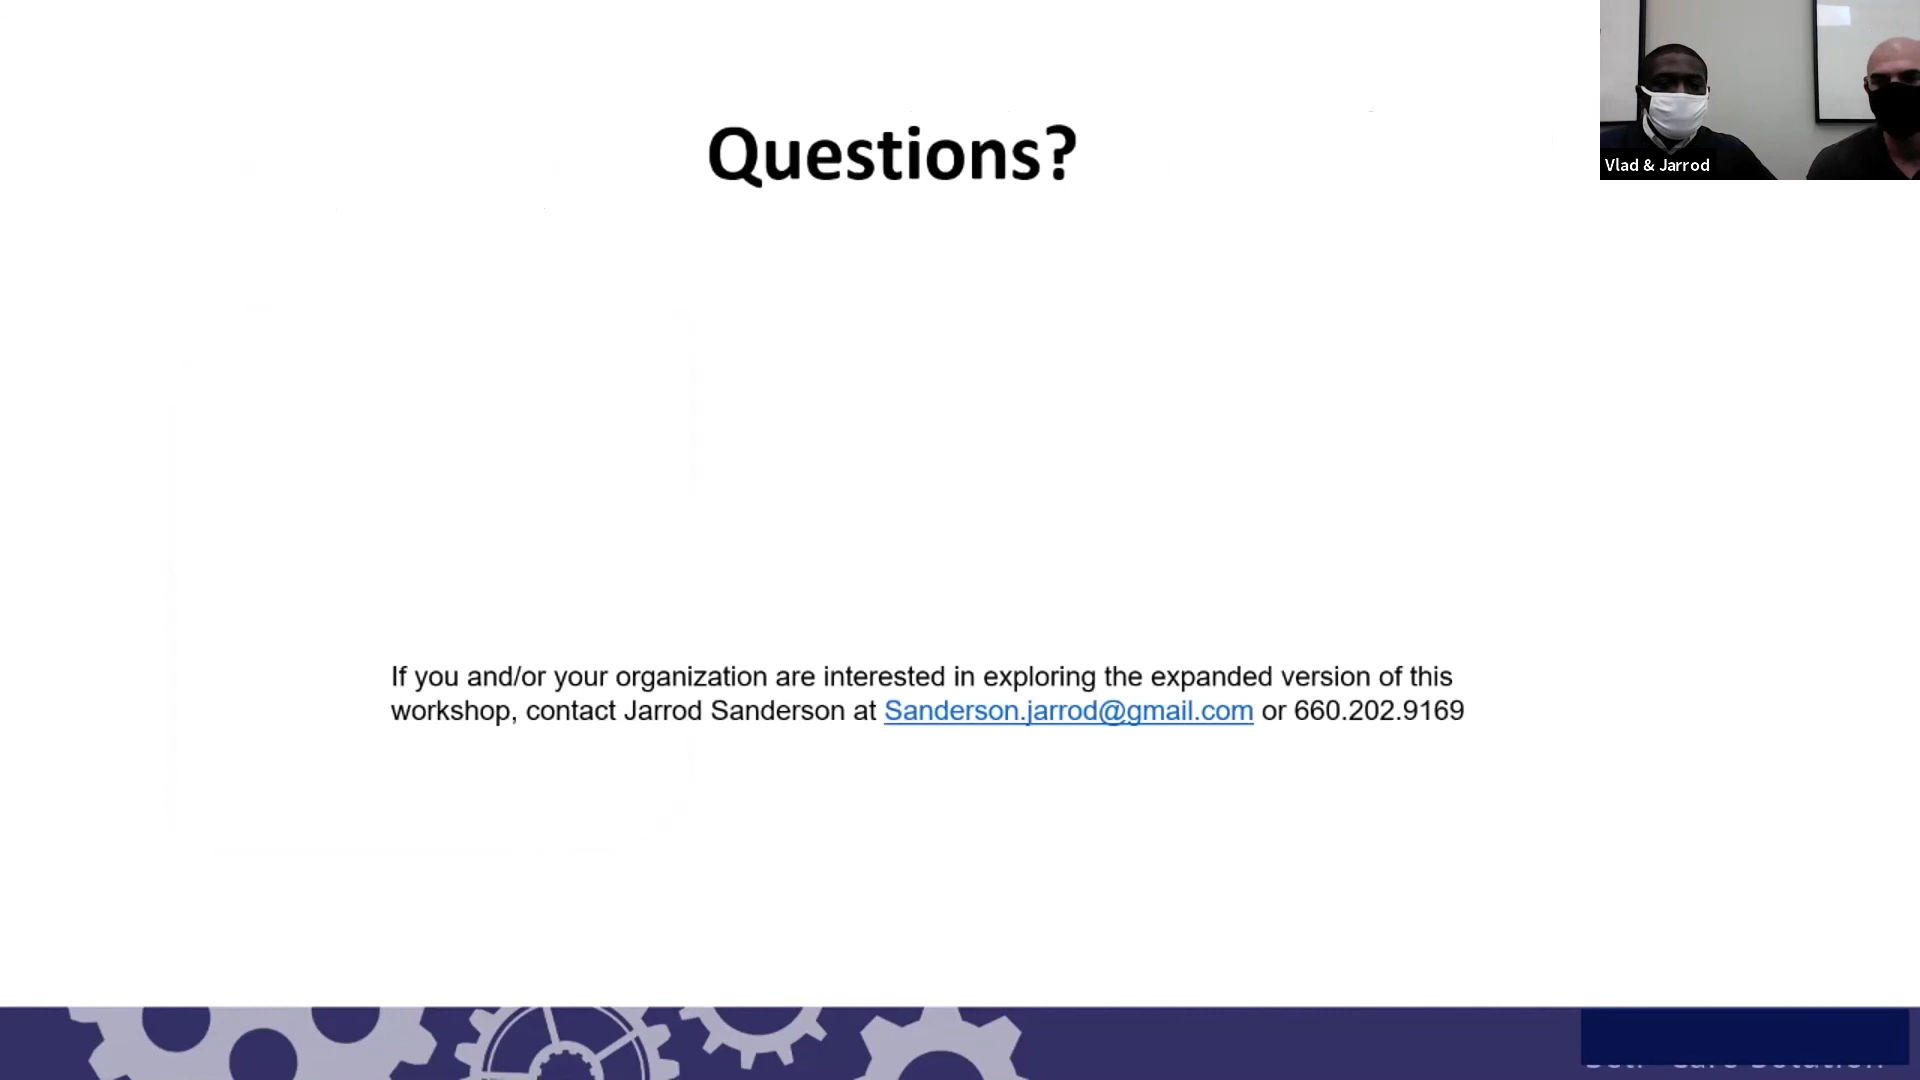 Questions?
Vlad & Jarrod
If you and/or your organization are interested in exploring the expanded version of this
workshop, contact Jarrod Sanderson at Sanderson.jarrod@gmail.com or 660.202.9169